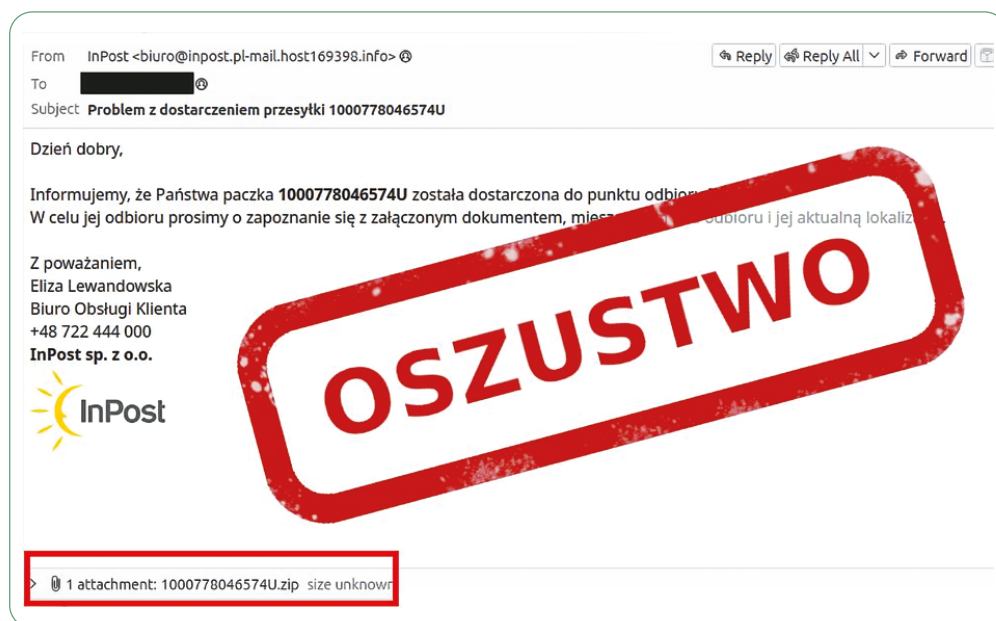 From InPost <biuro@inpost.pl-mail.host169398.info>
Reply Reply All Forward
To
Subject Problem z dostarczeniem przesyłki 1000778046574U
Dzień dobry,
Informujemy, że Państwa paczka 1000778046574U została dostarczona do punktu odbioru
W celu jej odbioru prosimy o zapoznanie się z załączonym dokumentem, odbioru i jej aktualną
Z poważaniem,
Eliza Lewandowska
Biuro Obsługi Klienta
+48 722 444 000
InPost sp. z o.o.
InPost
OSZUSTWO
1 attachment: 1000778046574U.zip size unknown